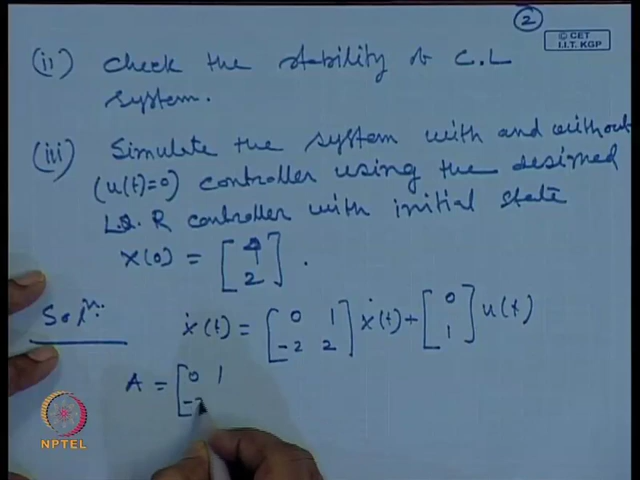 2
© CET
I.I.T. KGP
(ii) Check the stability of C.L
system.
(iii) Simulate the system with and without
(u(t)=0) controller using the designed
LQR controller with initial state
X(0) = [4
2].
Soln:
ẋ(t) = [0 1
-2 2] ẋ(t) + [0
1] u(t)
A = [0 1
-2
NPTEL